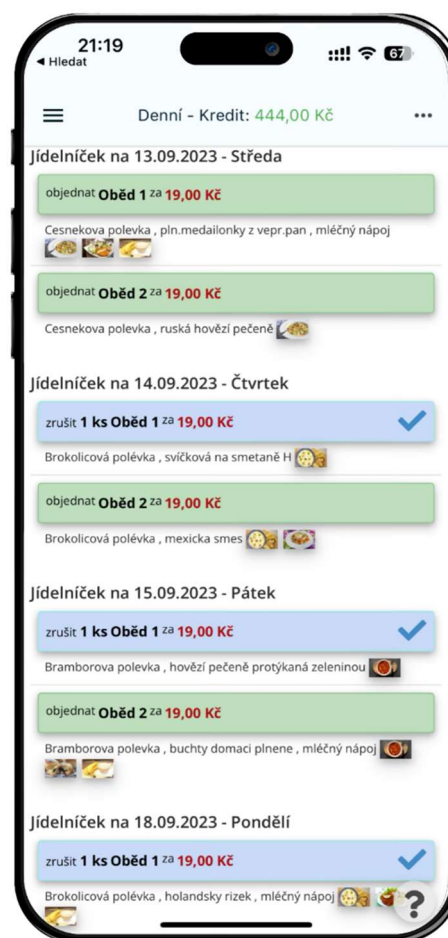 21:19
◀ Hledat
67
Denní - Kredit: 444,00 Kč
Jídelníček na 13.09.2023 - Středa
objednat Oběd 1 za 19,00 Kč
Cesnekova polevka , pln.medailonky z vepr.pan , mléčný nápoj
objednat Oběd 2 za 19,00 Kč
Cesnekova polevka , ruská hovězí pečeně
Jídelníček na 14.09.2023 - Čtvrtek
zrušit 1 ks Oběd 1 za 19,00 Kč
Brokolicová polévka , svíčková na smetaně H
objednat Oběd 2 za 19,00 Kč
Brokolicová polévka , mexicka smes
Jídelníček na 15.09.2023 - Pátek
zrušit 1 ks Oběd 1 za 19,00 Kč
Bramborova polevka , hovězí pečeně protýkaná zeleninou
objednat Oběd 2 za 19,00 Kč
Bramborova polevka , buchty domaci plnene , mléčný nápoj
Jídelníček na 18.09.2023 - Pondělí
zrušit 1 ks Oběd 1 za 19,00 Kč
Brokolicová polévka , holandsky rizek , mléčný nápoj
?